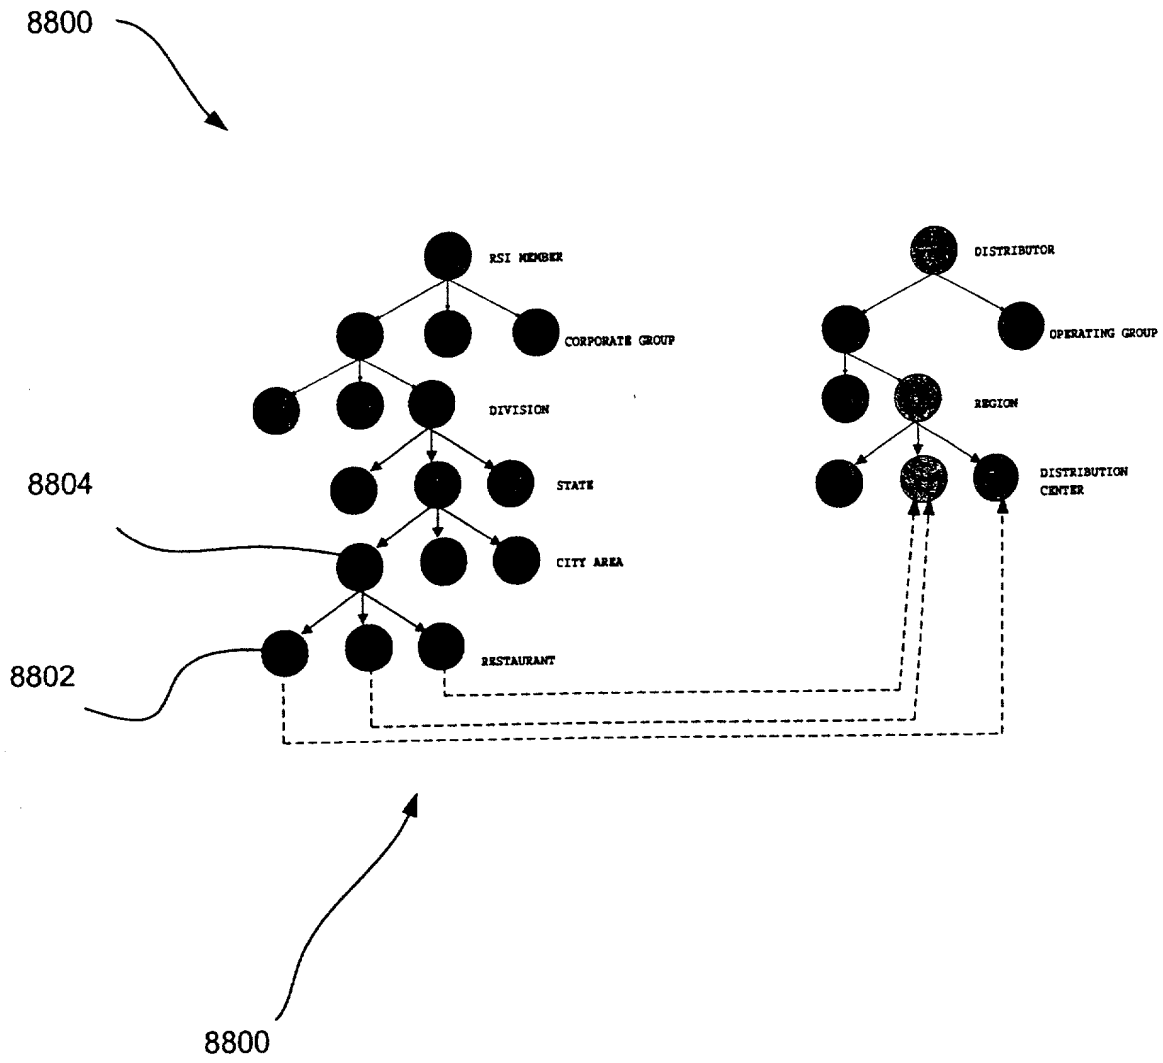 8800
RSI MEMBER
DISTRIBUTOR
CORPORATE GROUP
OPERATING GROUP
DIVISION
REGION
8804
STATE
DISTRIBUTION
CENTER
CITY AREA
8802
RESTAURANT
8800